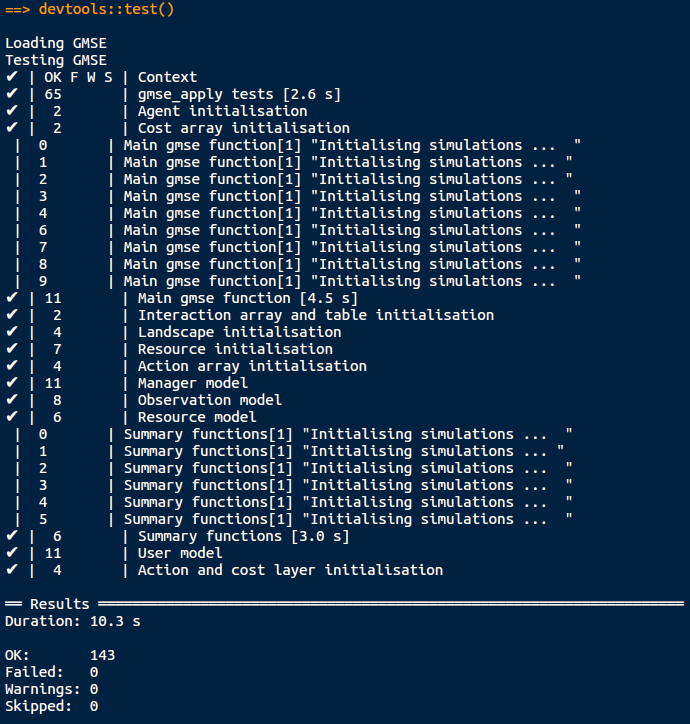 ==> devtools::test()
Loading GMSE
Testing GMSE
✔ | OK F W S | Context
✔ | 65       | gmse_apply tests [2.6 s]
✔ |  2       | Agent initialisation
✔ |  2       | Cost array initialisation
 |  0       | Main gmse function[1] "Initialising simulations ...  "
 |  1       | Main gmse function[1] "Initialising simulations ... "
 |  2       | Main gmse function[1] "Initialising simulations ... "
 |  3       | Main gmse function[1] "Initialising simulations ...  "
 |  4       | Main gmse function[1] "Initialising simulations ...  "
 |  6       | Main gmse function[1] "Initialising simulations ...  "
 |  7       | Main gmse function[1] "Initialising simulations ...  "
 |  8       | Main gmse function[1] "Initialising simulations ...  "
 |  9       | Main gmse function[1] "Initialising simulations ...  "
✔ | 11       | Main gmse function [4.5 s]
✔ |  2       | Interaction array and table initialisation
✔ |  4       | Landscape initialisation
✔ |  7       | Resource initialisation
✔ |  4       | Action array initialisation
✔ | 11       | Manager model
✔ |  8       | Observation model
✔ |  6       | Resource model
 |  0       | Summary functions[1] "Initialising simulations ...  "
 |  1       | Summary functions[1] "Initialising simulations ... "
 |  2       | Summary functions[1] "Initialising simulations ...  "
 |  3       | Summary functions[1] "Initialising simulations ...  "
 |  4       | Summary functions[1] "Initialising simulations ...  "
 |  5       | Summary functions[1] "Initialising simulations ...  "
✔ |  6       | Summary functions [3.0 s]
✔ | 11       | User model
✔ |  4       | Action and cost layer initialisation
══ Results ══════════════════════════════════════════════════════════════════════
Duration: 10.3 s
OK:       143
Failed:   0
Warnings: 0
Skipped:  0